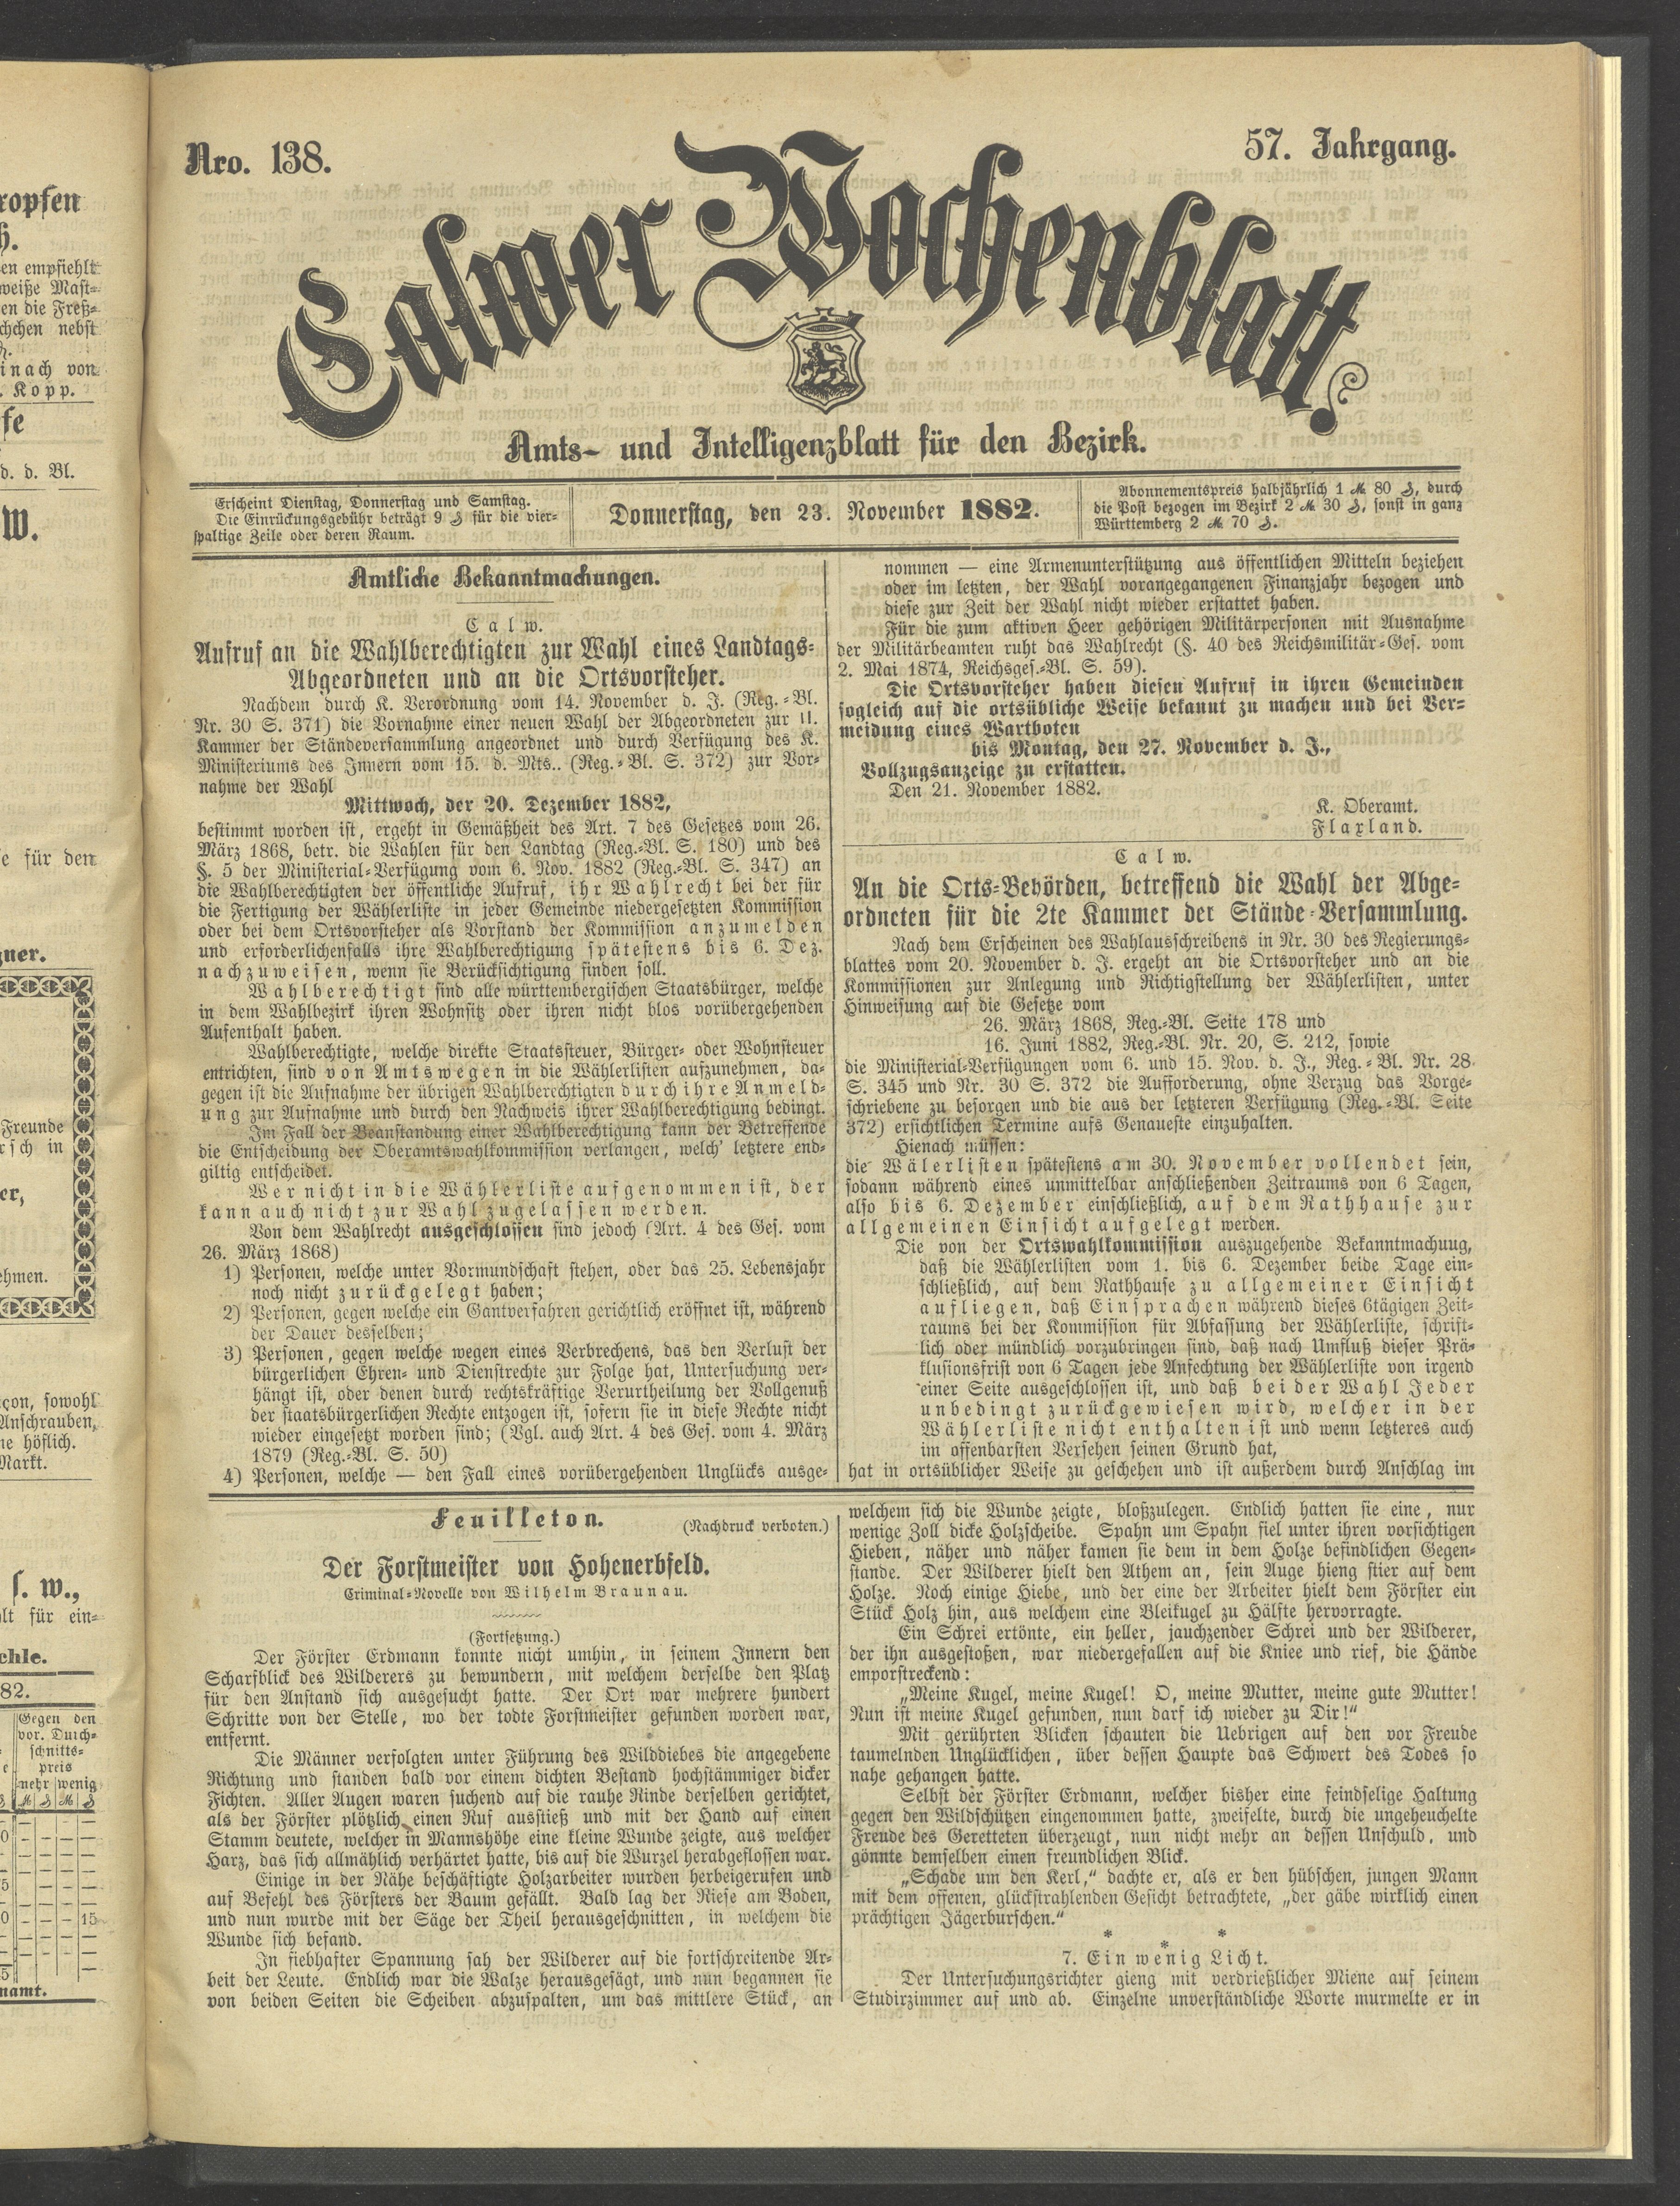 Nro. 138.
57. Jahrgang.
Calwer Wochenblatt
Amts- und Intelligenzblatt für den Bezirk.
Erscheint Dienstag, Donnerstag und Samstag.
Die Einrückungsgebühr beträgt 9 ₰ für die vier-
spaltige Zeile oder deren Raum.
Donnerstag, den 23. November 1882.
Abonnementspreis halbjährlich 1 ℳ 80 ₰, durch
die Post bezogen im Bezirk 2 ℳ 30 ₰, sonst in ganz
Württemberg 2 ℳ 70 ₰.
Amtliche Bekanntmachungen.
Calw.
Aufruf an die Wahlberechtigten zur Wahl eines Landtags-
Abgeordneten und an die Ortsvorsteher.
Nachdem durch K. Verordnung vom 14. November d. J. (Reg.-Bl.
Nr. 30 S. 371) die Vornahme einer neuen Wahl der Abgeordneten zur II.
Kammer der Ständeversammlung angeordnet und durch Verfügung des K.
Ministeriums des Innern vom 15. d. Mts.. (Reg.-Bl. S. 372) zur Vor-
nahme der Wahl
Mittwoch, der 20. Dezember 1882,
bestimmt worden ist, ergeht in Gemäßheit des Art. 7 des Gesetzes vom 26.
März 1868, betr. die Wahlen für den Landtag (Reg.-Bl. S. 180) und des
§. 5 der Ministerial-Verfügung vom 6. Nov. 1882 (Reg.-Bl. S. 347) an
die Wahlberechtigten der öffentliche Aufruf, ihr Wahlrecht bei der für
die Fertigung der Wählerliste in jeder Gemeinde niedergesetzten Kommission
oder bei dem Ortsvorsteher als Vorstand der Kommission anzumelden
und erforderlichenfalls ihre Wahlberechtigung spätestens bis 6. Dez.
nachzuweisen, wenn sie Berücksichtigung finden soll.
Wahlberechtigt sind alle württembergischen Staatsbürger, welche
in dem Wahlbezirk ihren Wohnsitz oder ihren nicht blos vorübergehenden
Aufenthalt haben.
Wahlberechtigte, welche direkte Staatssteuer, Bürger- oder Wohnsteuer
entrichten, sind von Amtswegen in die Wählerlisten aufzunehmen, da-
gegen ist die Aufnahme der übrigen Wahlberechtigten durch ihre Anmeld-
ung zur Aufnahme und durch den Nachweis ihrer Wahlberechtigung bedingt.
Im Fall der Beanstandung einer Wahlberechtigung kann der Betreffende
die Entscheidung der Oberamtswahlkommission verlangen, welch' letztere end-
giltig entscheidet.
Wer nicht in die Wählerliste aufgenommen ist, der
kann auch nicht zur Wahl zugelassen werden.
Von dem Wahlrecht ausgeschlossen sind jedoch (Art. 4 des Ges. vom
26. März 1868)
1) Personen, welche unter Vormundschaft stehen, oder das 25. Lebensjahr
noch nicht zurückgelegt haben;
2) Personen, gegen welche ein Gantverfahren gerichtlich eröffnet ist, während
der Dauer desselben;
3) Personen, gegen welche wegen eines Verbrechens, das den Verlust der
bürgerlichen Ehren- und Dienstrechte zur Folge hat, Untersuchung ver-
hängt ist, oder denen durch rechtskräftige Verurtheilung der Vollgenuß
der staatsbürgerlichen Rechte entzogen ist, sofern sie in diese Rechte nicht
wieder eingesetzt worden sind; (Vgl. auch Art. 4 des Ges. vom 4. März
1879 (Reg.-Bl. S. 50)
4) Personen, welche — den Fall eines vorübergehenden Unglücks ausge-
nommen — eine Armenunterstützung aus öffentlichen Mitteln beziehen
oder im letzten, der Wahl vorangegangenen Finanzjahr bezogen und
diese zur Zeit der Wahl nicht wieder erstattet haben.
Für die zum aktiven Heer gehörigen Militärpersonen mit Ausnahme
der Militärbeamten ruht das Wahlrecht (§. 40 des Reichsmilitär-Ges. vom
2. Mai 1874, Reichsges.-Bl. S. 59).
Die Ortsvorsteher haben diesen Aufruf in ihren Gemeinden
sogleich auf die ortsübliche Weise bekannt zu machen und bei Ver-
meidung eines Wartboten
bis Montag, den 27. November d. J.,
Vollzugsanzeige zu erstatten.
Den 21. November 1882.
K. Oberamt.
Flaxland.
Calw.
An die Orts-Behörden, betreffend die Wahl der Abge-
ordneten für die 2te Kammer der Stände-Versammlung.
Nach dem Erscheinen des Wahlausschreibens in Nr. 30 des Regierungs-
blattes vom 20. November d. J. ergeht an die Ortsvorsteher und an die
Kommissionen zur Anlegung und Richtigstellung der Wählerlisten, unter
Hinweisung auf die Gesetze vom
26. März 1868, Reg.-Bl. Seite 178 und
16. Juni 1882, Reg.-Bl. Nr. 20, S. 212, sowie
die Ministerial-Verfügungen vom 6. und 15. Nov. d. J., Reg.-Bl. Nr. 28
S. 345 und Nr. 30 S. 372 die Aufforderung, ohne Verzug das Vorge-
schriebene zu besorgen und die aus der letzteren Verfügung (Reg.-Bl. Seite
372) ersichtlichen Termine aufs Genaueste einzuhalten.
Hienach müssen:
die Wälerlisten spätestens am 30. November vollendet sein,
sodann während eines unmittelbar anschließenden Zeitraums von 6 Tagen,
also bis 6. Dezember einschließlich, auf dem Rathhause zur
allgemeinen Einsicht aufgelegt werden.
Die von der Ortswahlkommission auszugehende Bekanntmachuug,
daß die Wählerlisten vom 1. bis 6. Dezember beide Tage ein-
schließlich, auf dem Rathhause zu allgemeiner Einsicht
aufliegen, daß Einsprachen während dieses 6tägigen Zeit-
raums bei der Kommission für Abfassung der Wählerliste, schrift-
lich oder mündlich vorzubringen sind, daß nach Umfluß dieser Prä-
klusionsfrist von 6 Tagen jede Anfechtung der Wählerliste von irgend
einer Seite ausgeschlossen ist, und daß bei der Wahl Jeder
unbedingt zurückgewiesen wird, welcher in der
Wählerliste nicht enthalten ist und wenn letzteres auch
im offenbarsten Versehen seinen Grund hat,
hat in ortsüblicher Weise zu geschehen und ist außerdem durch Anschlag im
Feuilleton.
(Nachdruck verboten.)
Der Forstmeister von Hohenerbfeld.
Criminal-Novelle von Wilhelm Braunau.
(Fortsetzung.)
Der Förster Erdmann konnte nicht umhin, in seinem Innern den
Scharfblick des Wilderers zu bewundern, mit welchem derselbe den Platz
für den Anstand sich ausgesucht hatte. Der Ort war mehrere hundert
Schritte von der Stelle, wo der todte Forstmeister gefunden worden war,
entfernt.
Die Männer verfolgten unter Führung des Wilddiebes die angegebene
Richtung und standen bald vor einem dichten Bestand hochstämmiger dicker
Fichten. Aller Augen waren suchend auf die rauhe Rinde derselben gerichtet,
als der Förster plötzlich einen Ruf ausstieß und mit der Hand auf einen
Stamm deutete, welcher in Mannshöhe eine kleine Wunde zeigte, aus welcher
Harz, das sich allmählich verhärtet hatte, bis auf die Wurzel herabgeflossen war.
Einige in der Nähe beschäftigte Holzarbeiter wurden herbeigerufen und
auf Befehl des Försters der Baum gefällt. Bald lag der Riese am Boden,
und nun wurde mit der Säge der Theil herausgeschnitten, in welchem die
Wunde sich befand.
In fiebhafter Spannung sah der Wilderer auf die fortschreitende Ar-
beit der Leute. Endlich war die Walze herausgesägt, und nun begannen sie
von beiden Seiten die Scheiben abzuspalten, um das mittlere Stück, an
welchem sich die Wunde zeigte, bloßzulegen. Endlich hatten sie eine, nur
wenige Zoll dicke Holzscheibe. Spahn um Spahn fiel unter ihren vorsichtigen
Hieben, näher und näher kamen sie dem in dem Holze befindlichen Gegen-
stande. Der Wilderer hielt den Athem an, sein Auge hieng stier auf dem
Holze. Noch einige Hiebe, und der eine der Arbeiter hielt dem Förster ein
Stück Holz hin, aus welchem eine Bleikugel zu Hälfte hervorragte.
Ein Schrei ertönte, ein heller, jauchzender Schrei und der Wilderer,
der ihn ausgestoßen, war niedergefallen auf die Kniee und rief, die Hände
emporstreckend:
„Meine Kugel, meine Kugel! O, meine Mutter, meine gute Mutter!
Nun ist meine Kugel gefunden, nun darf ich wieder zu Dir!“
Mit gerührten Blicken schauten die Uebrigen auf den vor Freude
taumelnden Unglücklichen, über dessen Haupte das Schwert des Todes so
nahe gehangen hatte.
Selbst der Förster Erdmann, welcher bisher eine feindselige Haltung
gegen den Wildschützen eingenommen hatte, zweifelte, durch die ungeheuchelte
Freude des Geretteten überzeugt, nun nicht mehr an dessen Unschuld, und
gönnte demselben einen freundlichen Blick.
„Schade um den Kerl,“ dachte er, als er den hübschen, jungen Mann
mit dem offenen, glückstrahlenden Gesicht betrachtete, „der gäbe wirklich einen
prächtigen Jägerburschen.“
* * *
7. Ein wenig Licht.
Der Untersuchungsrichter gieng mit verdrießlicher Miene auf seinem
Studirzimmer auf und ab. Einzelne unverständliche Worte murmelte er in